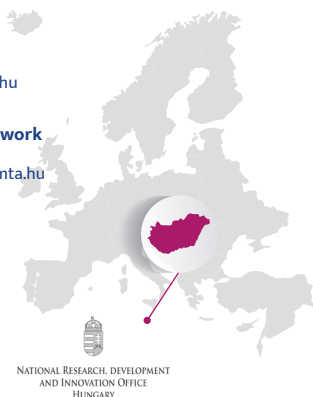 hu
work
nta.hu
NATIONAL RESEARCH, DEVELOPMENT
AND INNOVATION OFFICE
HUNGARY